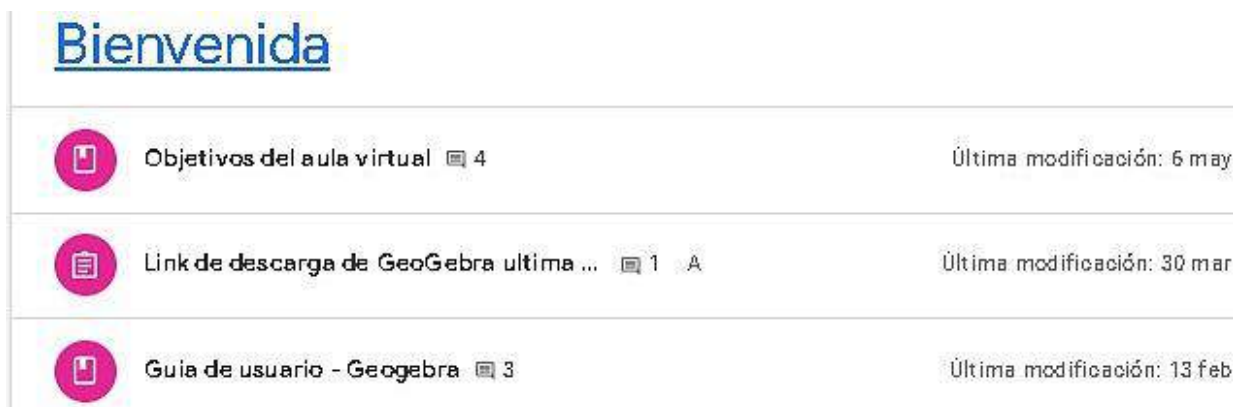 Bienvenida
Objetivos del aula virtual 4 Última modificación: 6 may
Link de descarga de GeoGebra ultima ... 1 A Última modificación: 30 mar
Guia de usuario - Geogebra 3 Última modificación: 13 feb